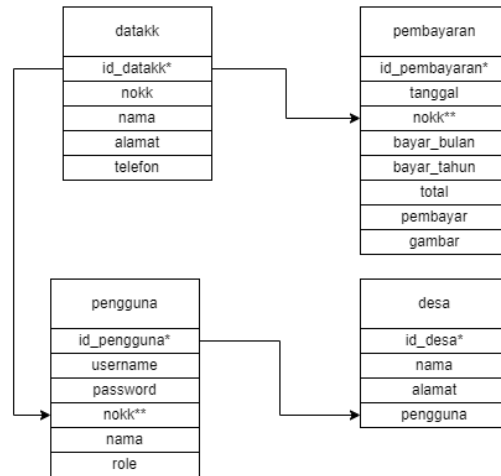 datakk
id_datakk*
nokk
nama
alamat
telefon
pembayaran
id_pembayaran*
tanggal
nokk**
bayar_bulan
bayar_tahun
total
pembayar
gambar
pengguna
id_pengguna*
username
password
nokk**
nama
role
desa
id_desa*
nama
alamat
pengguna